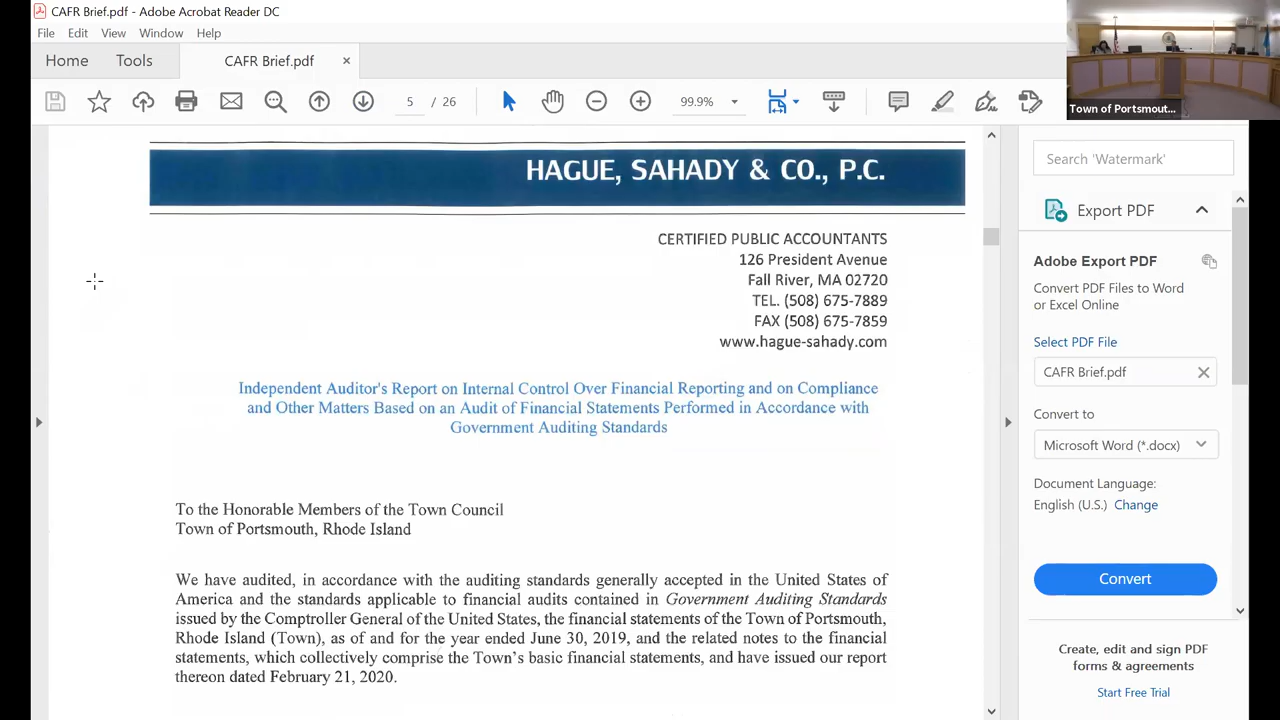 CAFR Brief.pdf - Adobe Acrobat Reader DC
File Edit View Window Help
Home Tools CAFR Brief.pdf ×
5 / 26 99.9%
Town of Portsmout...
HAGUE, SAHADY & CO., P.C.
CERTIFIED PUBLIC ACCOUNTANTS
126 President Avenue
Fall River, MA 02720
TEL. (508) 675-7889
FAX (508) 675-7859
www.hague-sahady.com
Independent Auditor's Report on Internal Control Over Financial Reporting and on Compliance
and Other Matters Based on an Audit of Financial Statements Performed in Accordance with
Government Auditing Standards
To the Honorable Members of the Town Council
Town of Portsmouth, Rhode Island
We have audited, in accordance with the auditing standards generally accepted in the United States of
America and the standards applicable to financial audits contained in Government Auditing Standards
issued by the Comptroller General of the United States, the financial statements of the Town of Portsmouth,
Rhode Island (Town), as of and for the year ended June 30, 2019, and the related notes to the financial
statements, which collectively comprise the Town's basic financial statements, and have issued our report
thereon dated February 21, 2020.
Search 'Watermark'
Export PDF
Adobe Export PDF
Convert PDF Files to Word
or Excel Online
Select PDF File
CAFR Brief.pdf
Convert to
Microsoft Word (*.docx)
Document Language:
English (U.S.) Change
Convert
Create, edit and sign PDF
forms & agreements
Start Free Trial